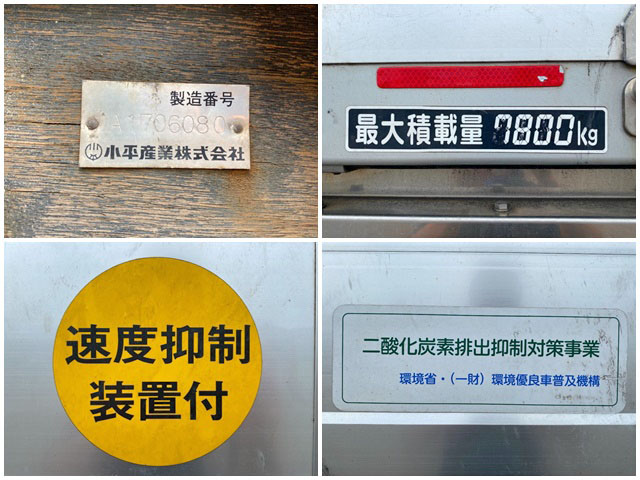 製造番号
小平産業株式会社
最大積載量 7800kg
速度抑制
装置付
二酸化炭素排出抑制対策事業
環境省・(一財)環境優良車普及機構